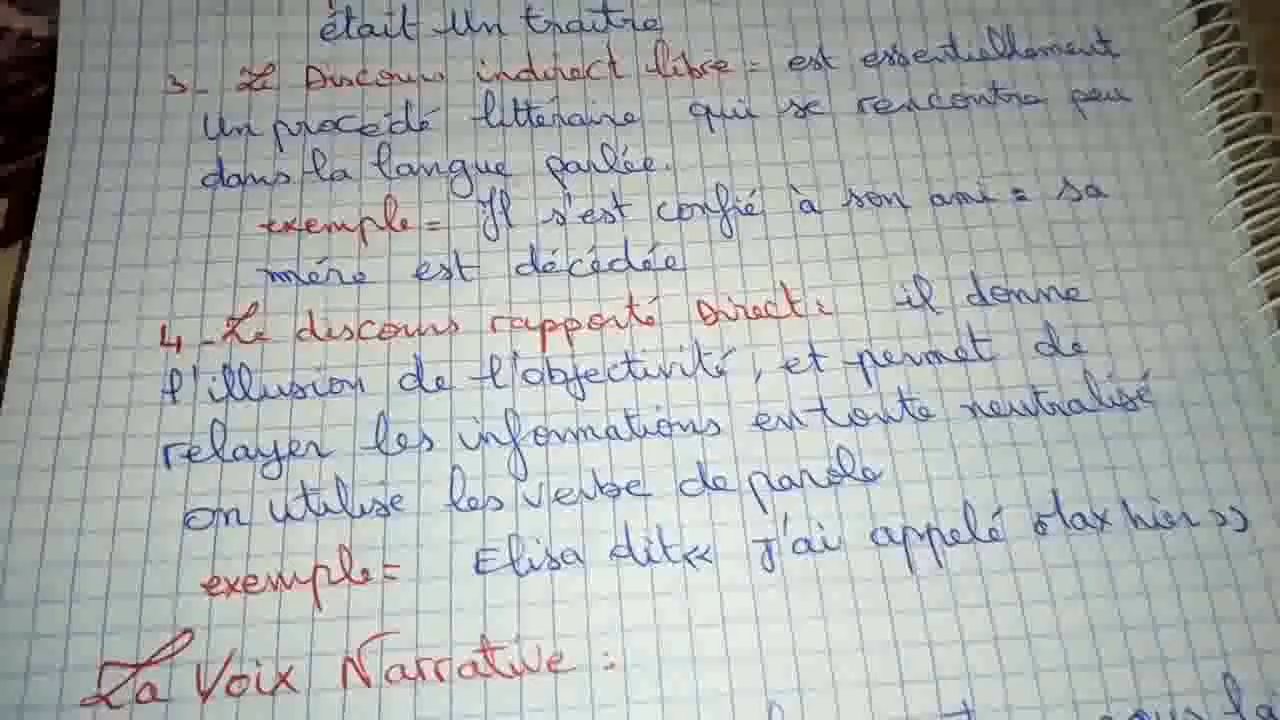 était un traître
3- Le Discours indirect libre = est essentiellement
un procédé littéraire qui se rencontre peu
dans la langue parlée.
exemple = Il s'est confié à son ami = sa
mère est décédée
4-Le discours rapporté Direct : il donne
l'illusion de l'objectivité, et permet de
relayer les informations en toute neutralisé
on utilise les verbe de parole
exemple = Elisa dit « J'ai appelé Max hier »
La Voix Narrative :